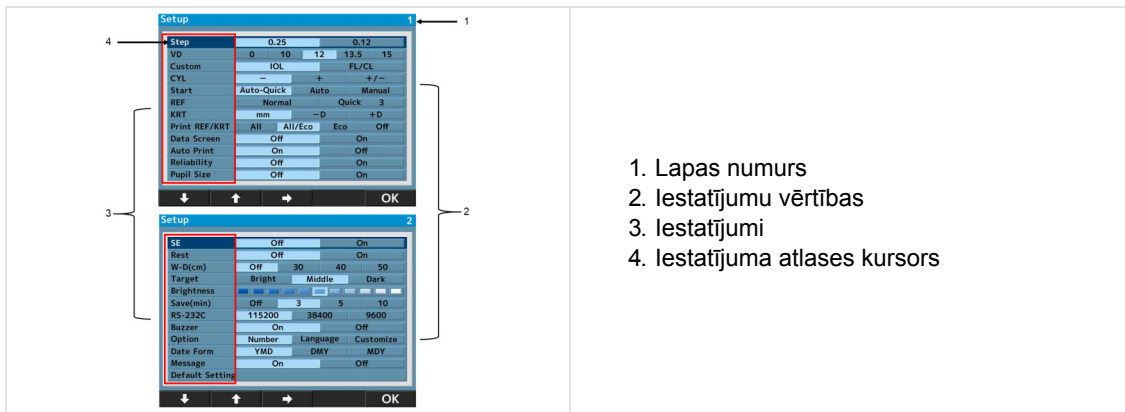 Setup 1
1
4
Step 0.25 0.12
VD 0 10 12 13.5 15
Custom IOL FL/CL
CYL − + +/−
Start Auto-Quick Auto Manual
REF Normal Quick 3
KRT mm −D +D
Print REF/KRT All All/Eco Eco Off
Data Screen Off On
Auto Print On Off
Reliability Off On
Pupil Size Off On
OK
3
2
Setup 2
SE Off On
Rest Off On
W-D(cm) Off 30 40 50
Target Bright Middle Dark
Brightness
Save(min) Off 3 5 10
RS-232C 115200 38400 9600
Buzzer On Off
Option Number Language Customize
Date Form YMD DMY MDY
Message On Off
Default Setting
OK
1. Lapas numurs
2. Iestatījumu vērtības
3. Iestatījumi
4. Iestatījuma atlases kursors